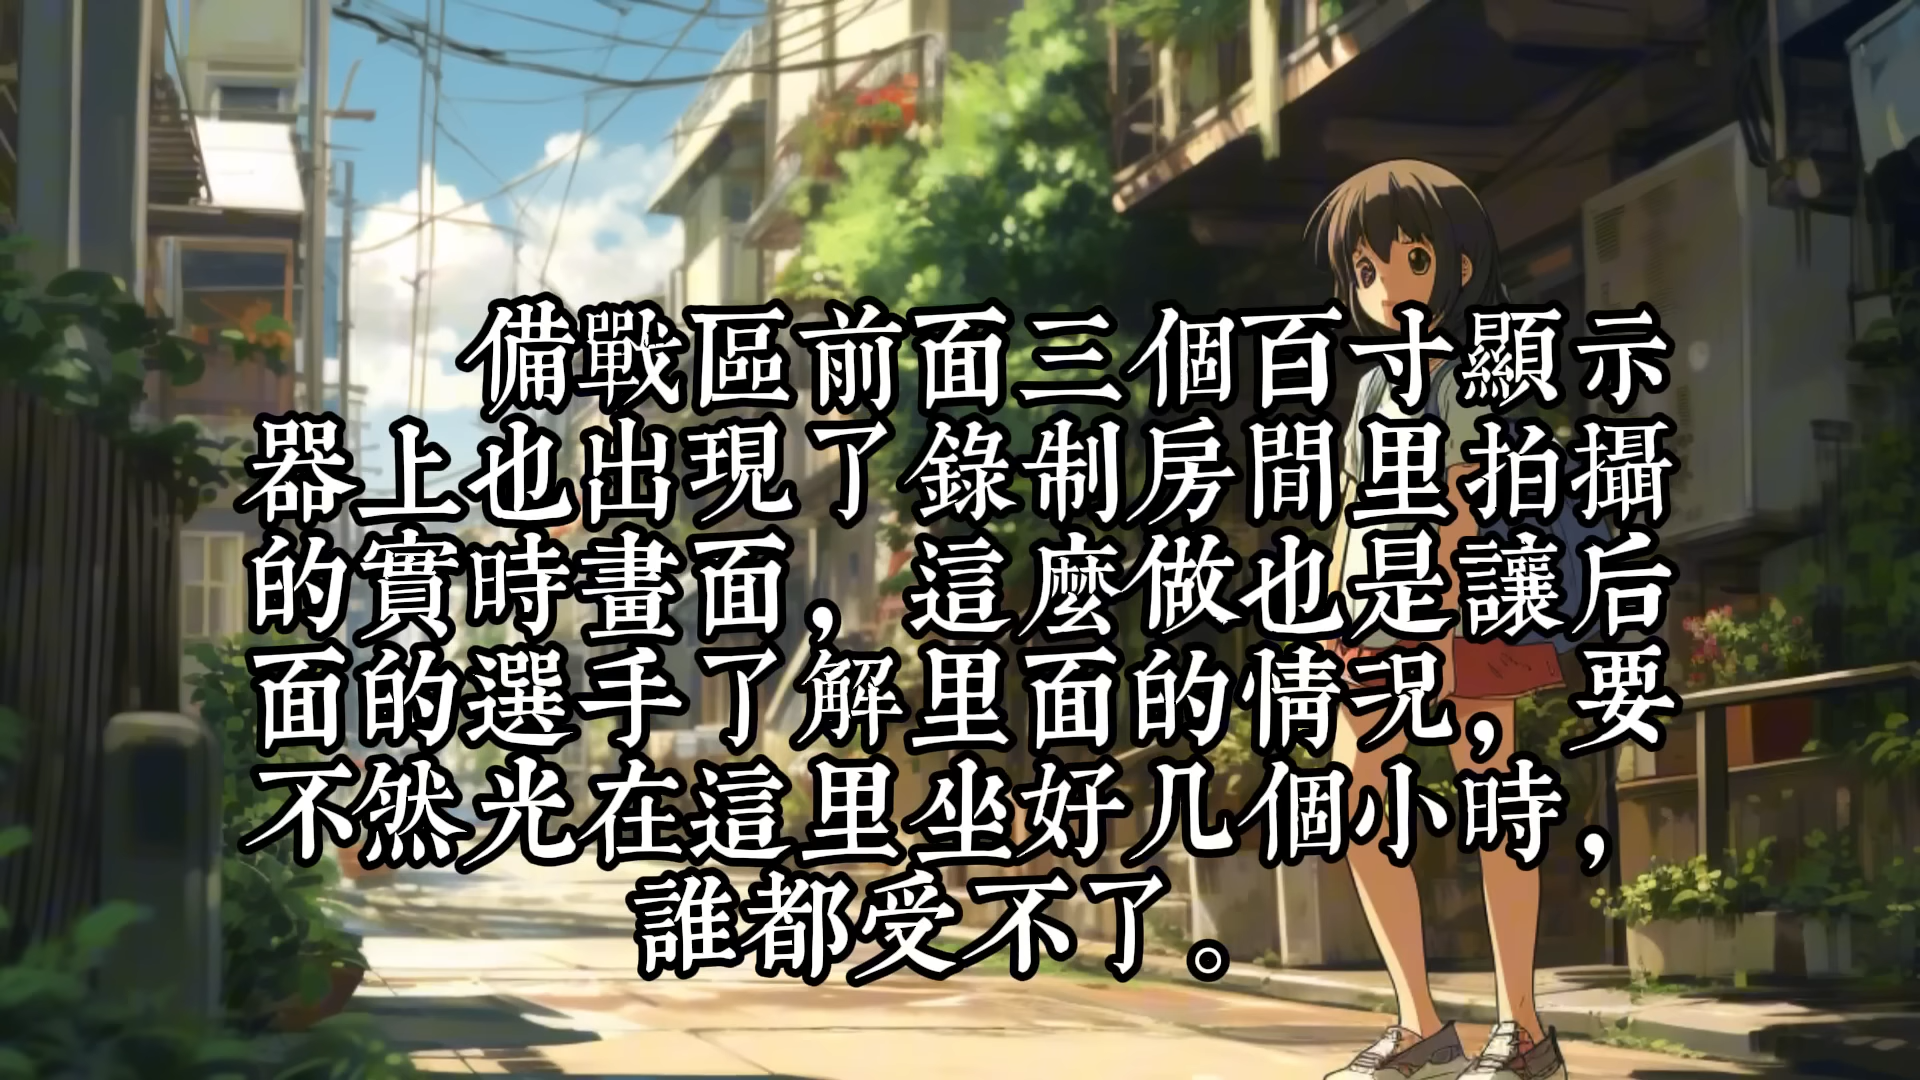 備戰區前面三個百寸顯示
器上也出現了錄制房間里拍攝
的實時畫面，這麼做也是讓后
面的選手了解里面的情況，要
不然光在這里坐好几個小時，
誰都受不了。